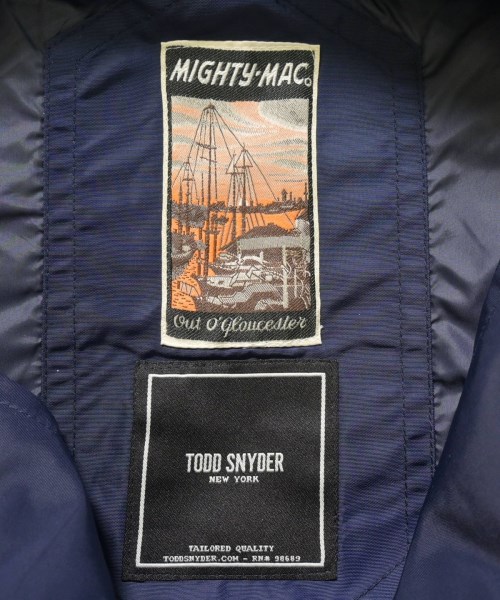 MIGHTY-MAC
Out O'Gloucester
TODD SNYDER
NEW YORK
TAILORED QUALITY
TODDSNYDER.COM - RN# 98689